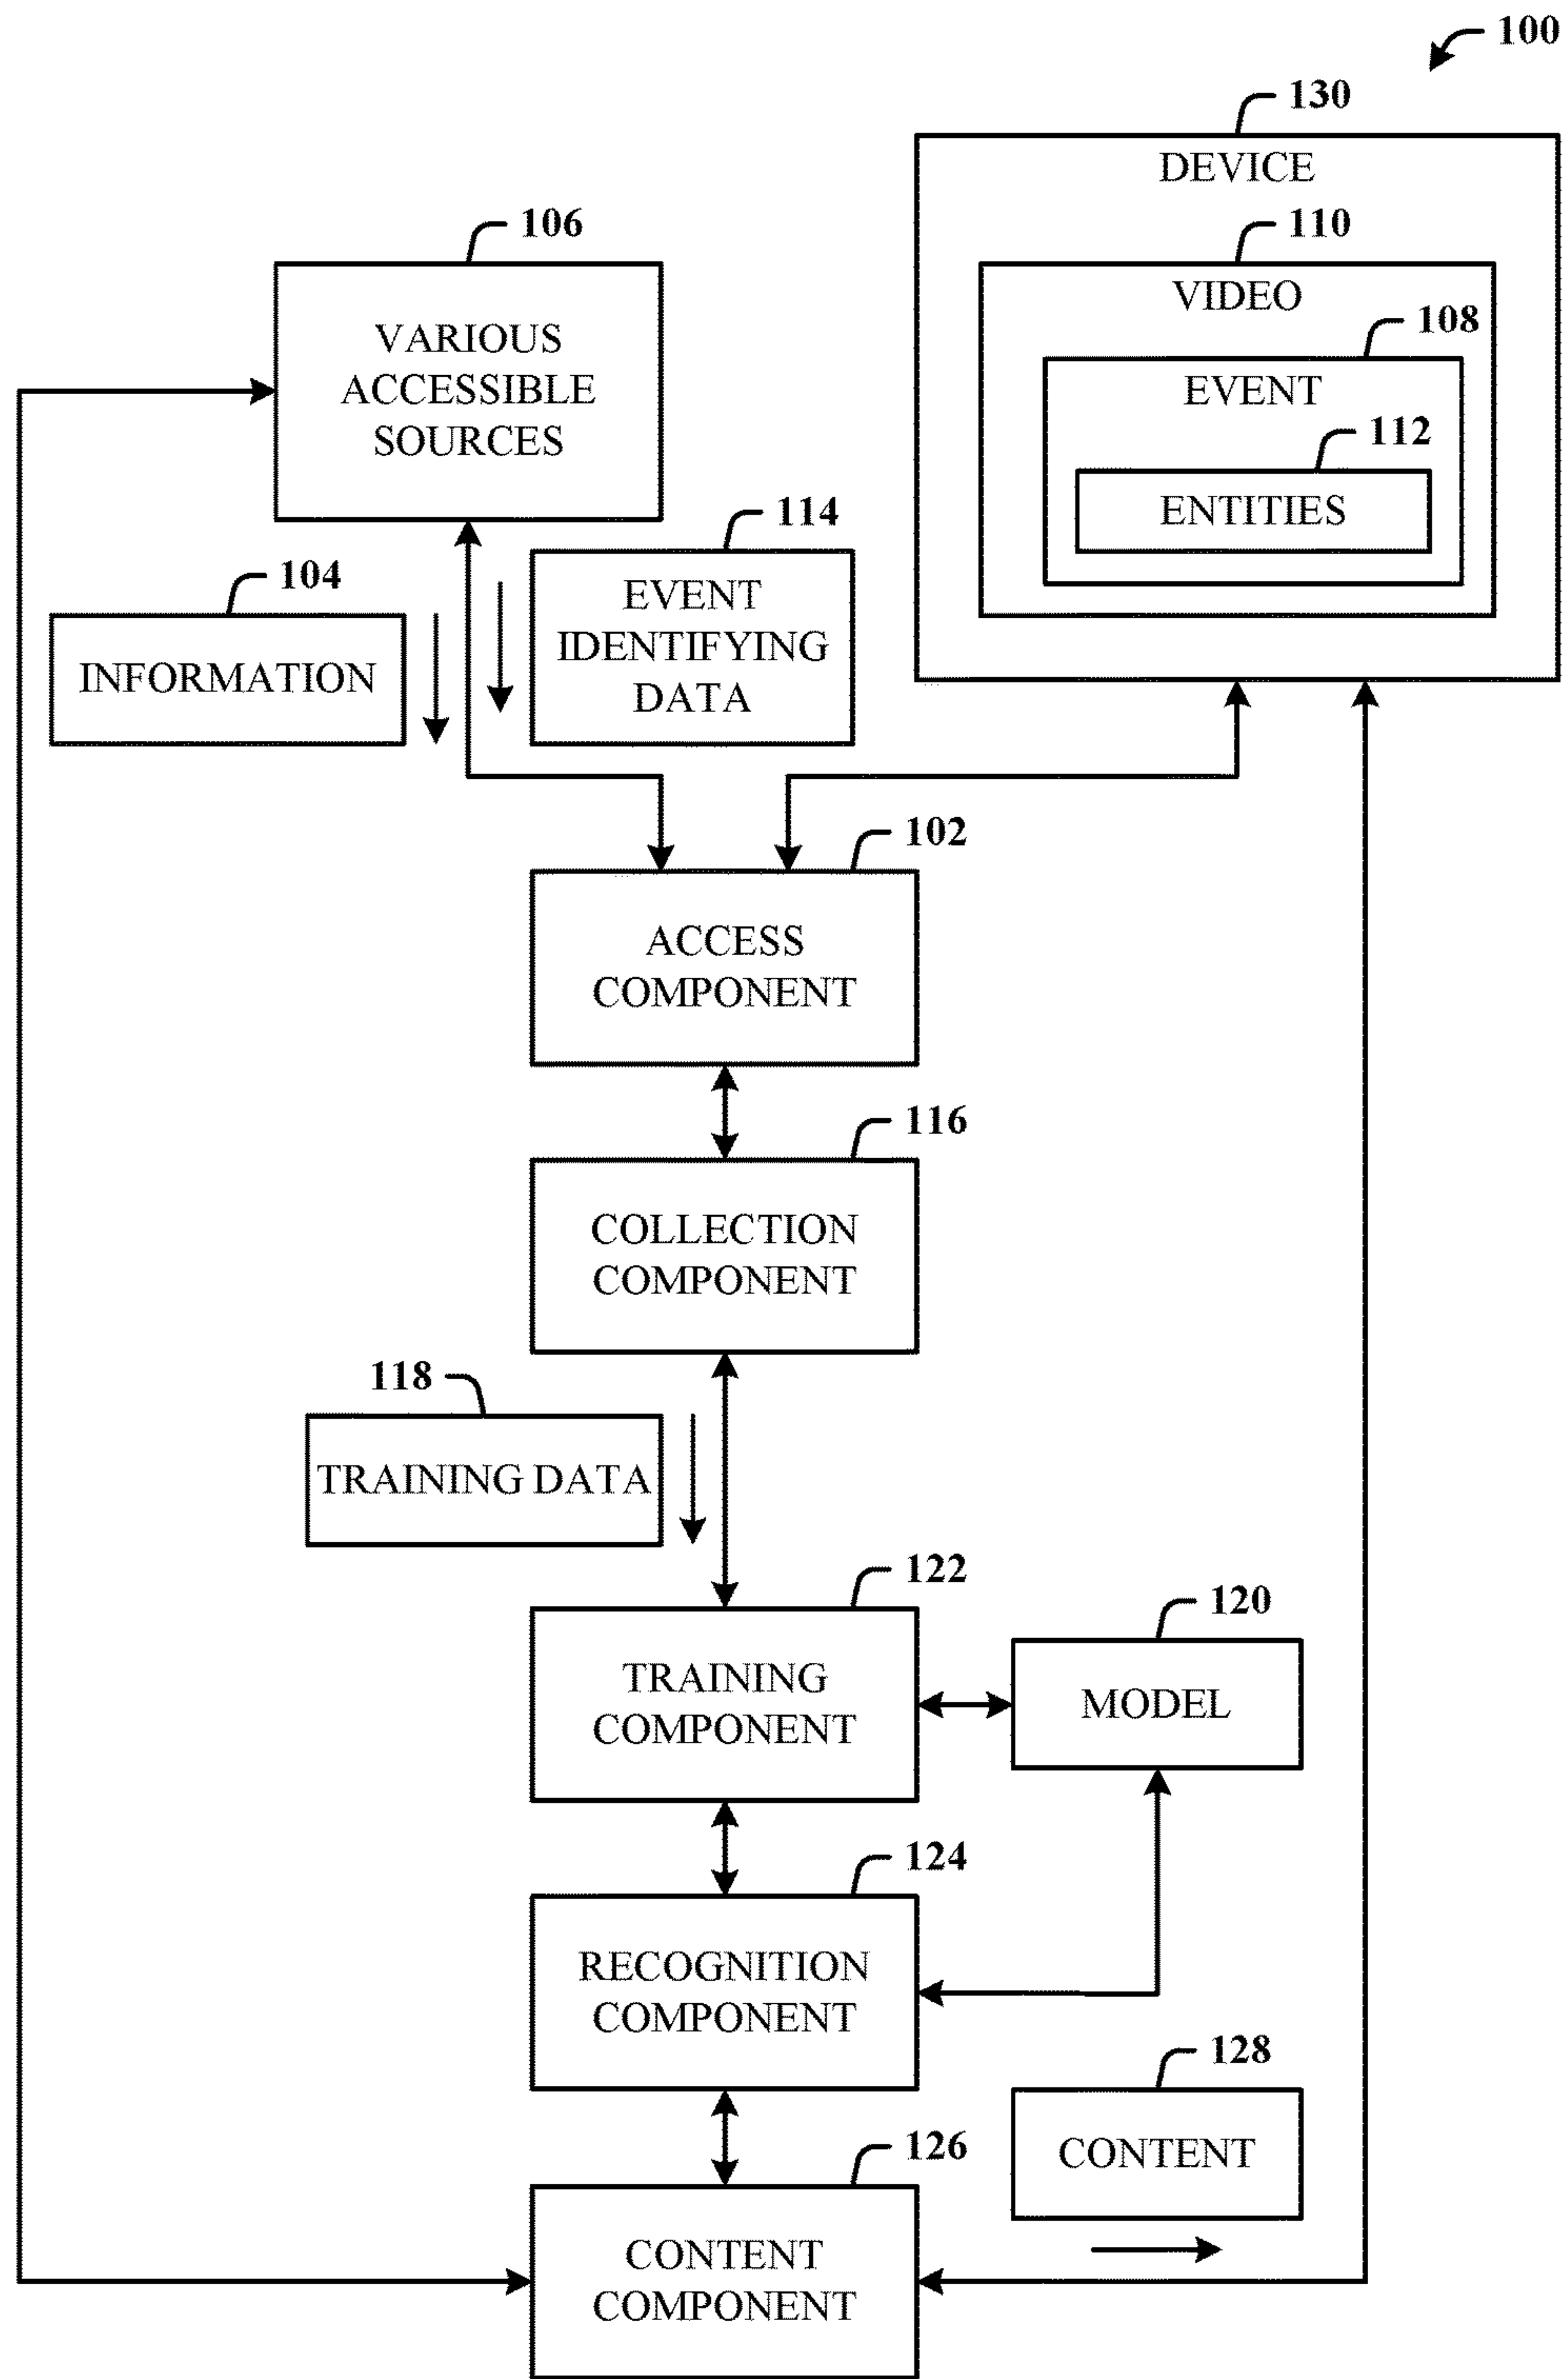 100
130
DEVICE
106
110
VIDEO
VARIOUS
ACCESSIBLE
SOURCES
108
EVENT
112
ENTITIES
114
104
EVENT
IDENTIFYING
DATA
INFORMATION
102
ACCESS
COMPONENT
116
COLLECTION
COMPONENT
118
TRAINING DATA
122
120
TRAINING
COMPONENT
MODEL
124
RECOGNITION
COMPONENT
128
CONTENT
126
CONTENT
COMPONENT